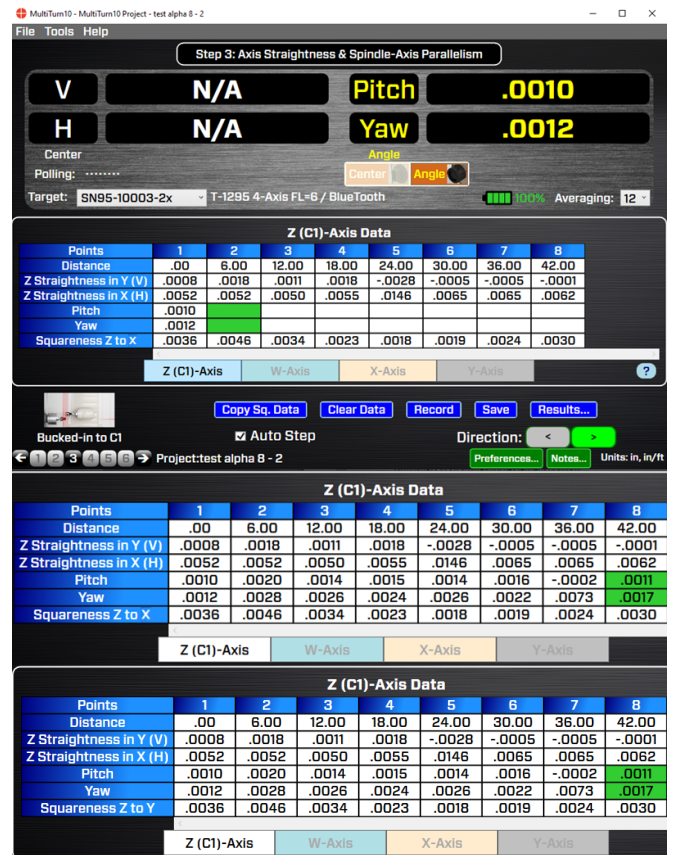 MultiTurn10 - MultiTurn10 Project - test alpha 8 - 2
File Tools Help
Step 3: Axis Straightness & Spindle-Axis Parallelism
V N/A Pitch .0010
H N/A Yaw .0012
Center Angle
Polling: ········ Center Angle
Target: SN95-10003-2x T-1295 4-Axis FL=6 / BlueTooth 100% Averaging: 12
Z (C1)-Axis Data
Points 1 2 3 4 5 6 7 8
Distance .00 6.00 12.00 18.00 24.00 30.00 36.00 42.00
Z Straightness in Y (V) .0008 .0018 .0011 .0018 -.0028 -.0005 -.0005 -.0001
Z Straightness in X (H) .0052 .0052 .0050 .0055 .0146 .0065 .0065 .0062
Pitch .0010
Yaw .0012
Squareness Z to X .0036 .0046 .0034 .0023 .0018 .0019 .0024 .0030
Z (C1)-Axis W-Axis X-Axis Y-Axis ?
Copy Sq. Data Clear Data Record Save Results...
Bucked-in to C1 Auto Step Direction: < >
1 2 3 4 5 6 Project:test alpha 8 - 2 Preferences... Notes... Units: in, in/ft
Z (C1)-Axis Data
Points 1 2 3 4 5 6 7 8
Distance .00 6.00 12.00 18.00 24.00 30.00 36.00 42.00
Z Straightness in Y (V) .0008 .0018 .0011 .0018 -.0028 -.0005 -.0005 -.0001
Z Straightness in X (H) .0052 .0052 .0050 .0055 .0146 .0065 .0065 .0062
Pitch .0010 .0020 .0014 .0015 .0014 .0016 -.0002 .0011
Yaw .0012 .0028 .0026 .0024 .0026 .0022 .0073 .0017
Squareness Z to X .0036 .0046 .0034 .0023 .0018 .0019 .0024 .0030
Z (C1)-Axis W-Axis X-Axis Y-Axis
Z (C1)-Axis Data
Points 1 2 3 4 5 6 7 8
Distance .00 6.00 12.00 18.00 24.00 30.00 36.00 42.00
Z Straightness in Y (V) .0008 .0018 .0011 .0018 -.0028 -.0005 -.0005 -.0001
Z Straightness in X (H) .0052 .0052 .0050 .0055 .0146 .0065 .0065 .0062
Pitch .0010 .0020 .0014 .0015 .0014 .0016 -.0002 .0011
Yaw .0012 .0028 .0026 .0024 .0026 .0022 .0073 .0017
Squareness Z to Y .0036 .0046 .0034 .0023 .0018 .0019 .0024 .0030
Z (C1)-Axis W-Axis X-Axis Y-Axis